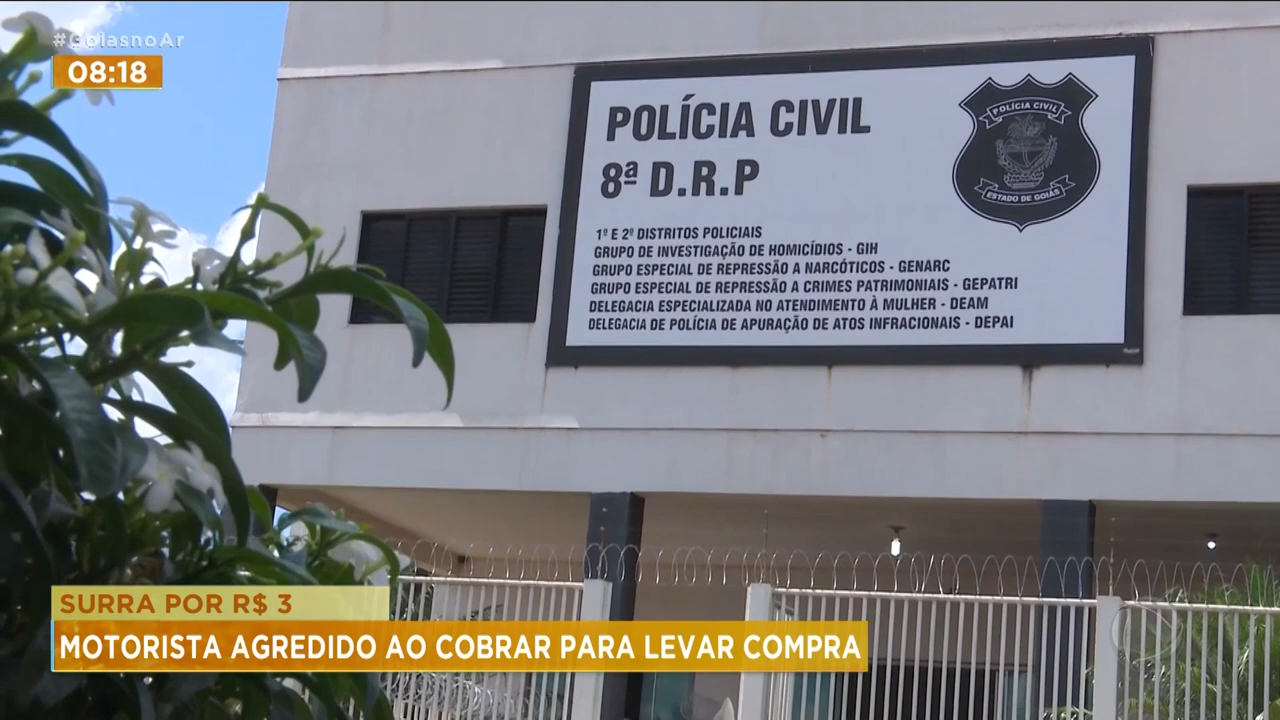 #GoiasnoAr
08:18
POLÍCIA CIVIL
8ª D.R.P
1º E 2º DISTRITOS POLICIAIS
GRUPO DE INVESTIGAÇÃO DE HOMICÍDIOS - GIH
GRUPO ESPECIAL DE REPRESSÃO A NARCÓTICOS - GENARC
GRUPO ESPECIAL DE REPRESSÃO A CRIMES PATRIMONIAIS - GEPATRI
DELEGACIA ESPECIALIZADA NO ATENDIMENTO À MULHER - DEAM
DELEGACIA DE POLÍCIA DE APURAÇÃO DE ATOS INFRACIONAIS - DEPAI
POLÍCIA CIVIL
ESTADO DE GOIÁS
SURRA POR R$ 3
MOTORISTA AGREDIDO AO COBRAR PARA LEVAR COMPRA